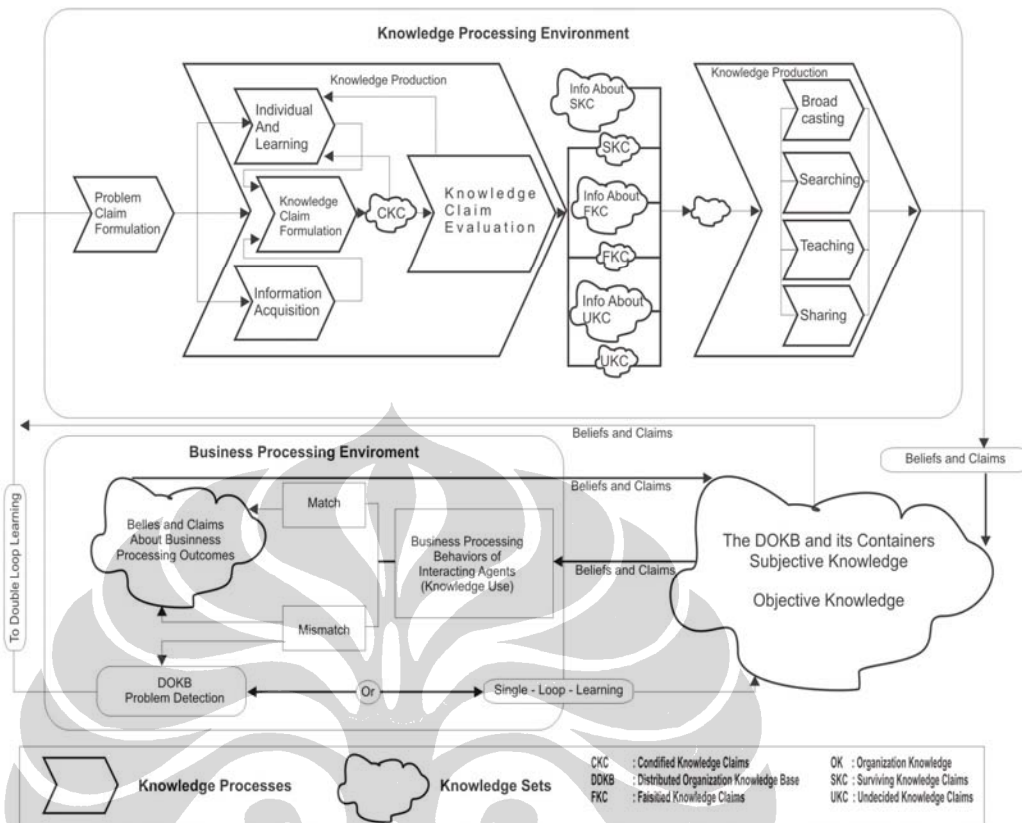 Knowledge Processing Environment
Knowledge Production
Individual
And
Learning
Problem
Claim
Formulation
Knowledge
Claim
Formulation
CKC
Knowledge
Claim
Evaluation
Information
Acquisition
Info About
SKC
SKC
Info About
FKC
FKC
Info About
UKC
UKC
Knowledge Production
Broad
casting
Searching
Teaching
Sharing
Beliefs and Claims
Beliefs and Claims
Business Processing Enviroment
Beliefs and Claims
Match
Belles and Claims
About Businness
Processing Outcomes
Business Processing
Behaviors of
Interacting Agents
(Knowledge Use)
Beliefs and Claims
The DOKB and its Containers
Subjective Knowledge
Objective Knowledge
Mismatch
To Double Loop Learning
DOKB
Problem Detection
Or
Single - Loop - Learning
Knowledge Processes
Knowledge Sets
CKC : Condified Knowledge Claims
DDKB : Distributed Organization Knowledge Base
FKC : Faisitied Knowledge Claims
OK : Organization Knowledge
SKC : Surviving Knowledge Claims
UKC : Undecided Knowledge Claims